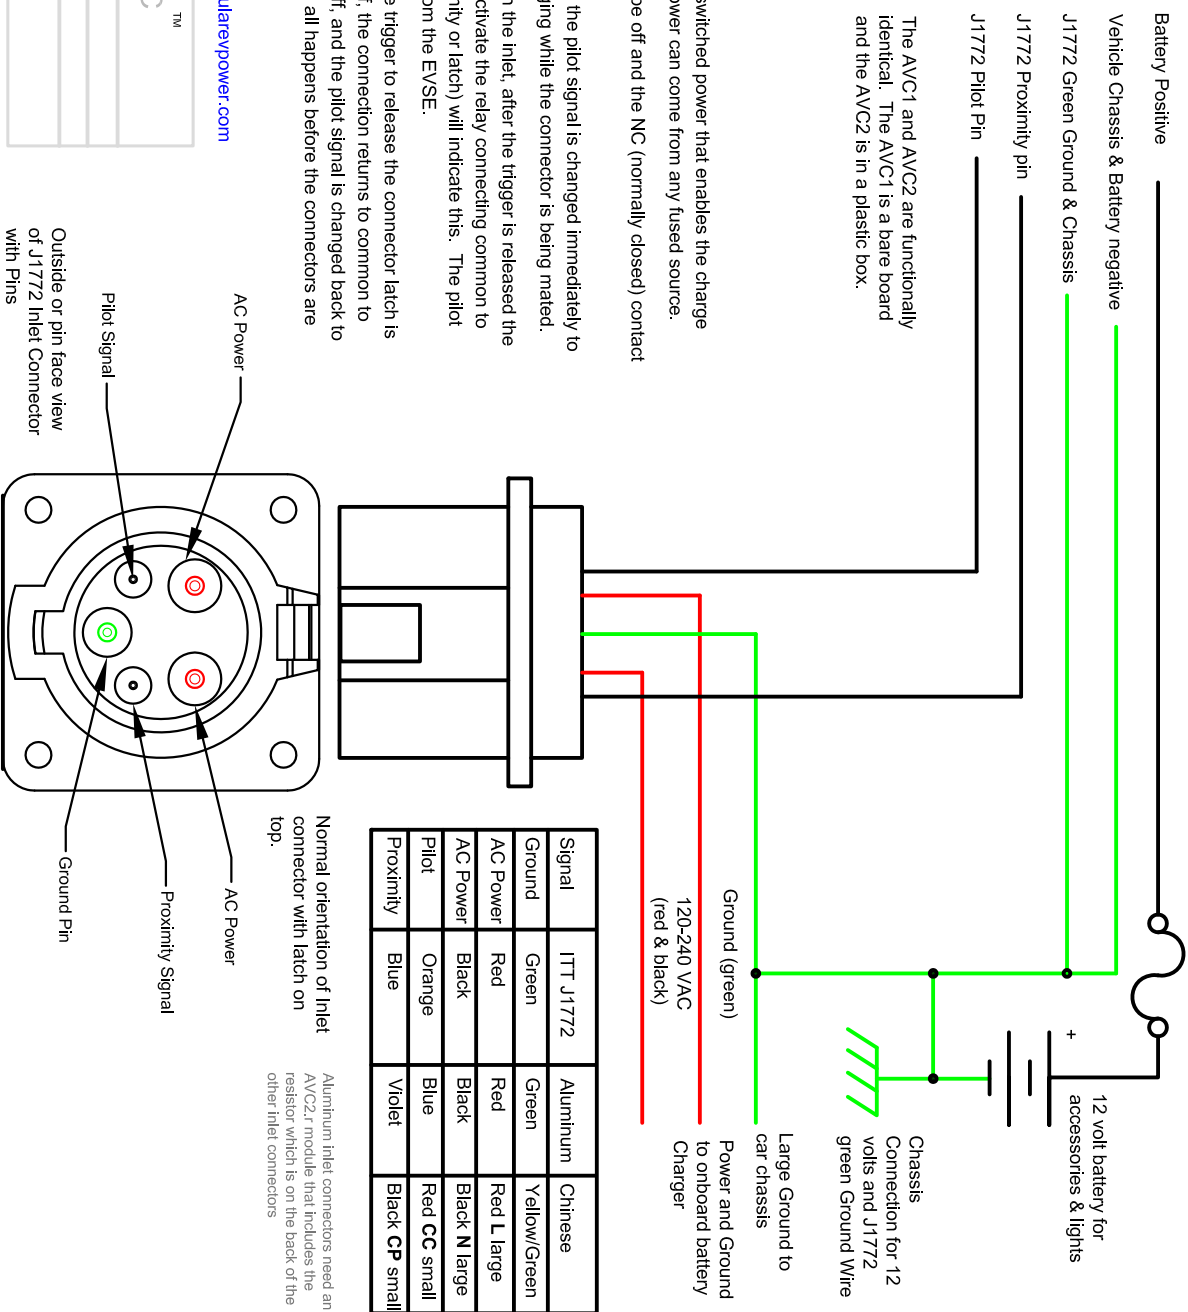 Battery Positive
Vehicle Chassis & Battery negative
J1772 Green Ground & Chassis
J1772 Proximity pin
J1772 Pilot Pin
The AVC1 and AVC2 are functionally
identical. The AVC1 is a bare board
and the AVC2 is in a plastic box.
switched power that enables the charge
ower can come from any fused source.
be off and the NC (normally closed) contact
the pilot signal is changed immediately to
ging while the connector is being mated.
n the inlet, after the trigger is released the
ctivate the relay connecting common to
nity or latch) will indicate this. The pilot
om the EVSE.
e trigger to release the connector latch is
f, the connection returns to common to
ff, and the pilot signal is changed back to
all happens before the connectors are
ularevpower.com
TM
C
+
12 volt battery for
accessories & lights
Chassis
Connection for 12
volts and J1772
green Ground Wire
Large Ground to
car chassis
Power and Ground
to onboard battery
Charger
Ground (green)
120-240 VAC
(red & black)
Signal ITT J1772 Aluminum Chinese
Ground Green Green Yellow/Green
AC Power Red Red Red L large
AC Power Black Black Black N large
Pilot Orange Blue Red CC small
Proximity Blue Violet Black CP small
Normal orientation of Inlet
connector with latch on
top.
Aluminum inlet connectors need an
AVC2.r module that includes the
resistor which is on the back of the
other inlet connectors
AC Power
Pilot Signal
AC Power
Proximity Signal
Ground Pin
Outside or pin face view
of J1772 Inlet Connector
with Pins